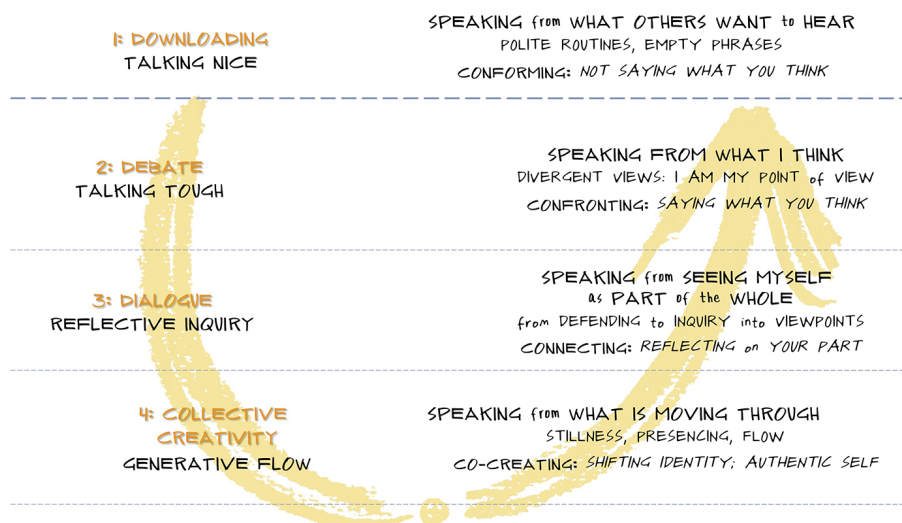 1: DOWNLOADING
TALKING NICE
SPEAKING from WHAT OTHERS WANT to HEAR
POLITE ROUTINES, EMPTY PHRASES
CONFORMING: NOT SAYING WHAT YOU THINK
2: DEBATE
TALKING TOUGH
SPEAKING FROM WHAT I THINK
DIVERGENT VIEWS: I AM MY POINT of VIEW
CONFRONTING: SAYING WHAT YOU THINK
3: DIALOGUE
REFLECTIVE INQUIRY
SPEAKING from SEEING MYSELF
as PART of the WHOLE
from DEFENDING to INQUIRY into VIEWPOINTS
CONNECTING: REFLECTING on YOUR PART
4: COLLECTIVE
CREATIVITY
GENERATIVE FLOW
SPEAKING from WHAT IS MOVING THROUGH
STILLNESS, PRESENCING, FLOW
CO-CREATING: SHIFTING IDENTITY; AUTHENTIC SELF